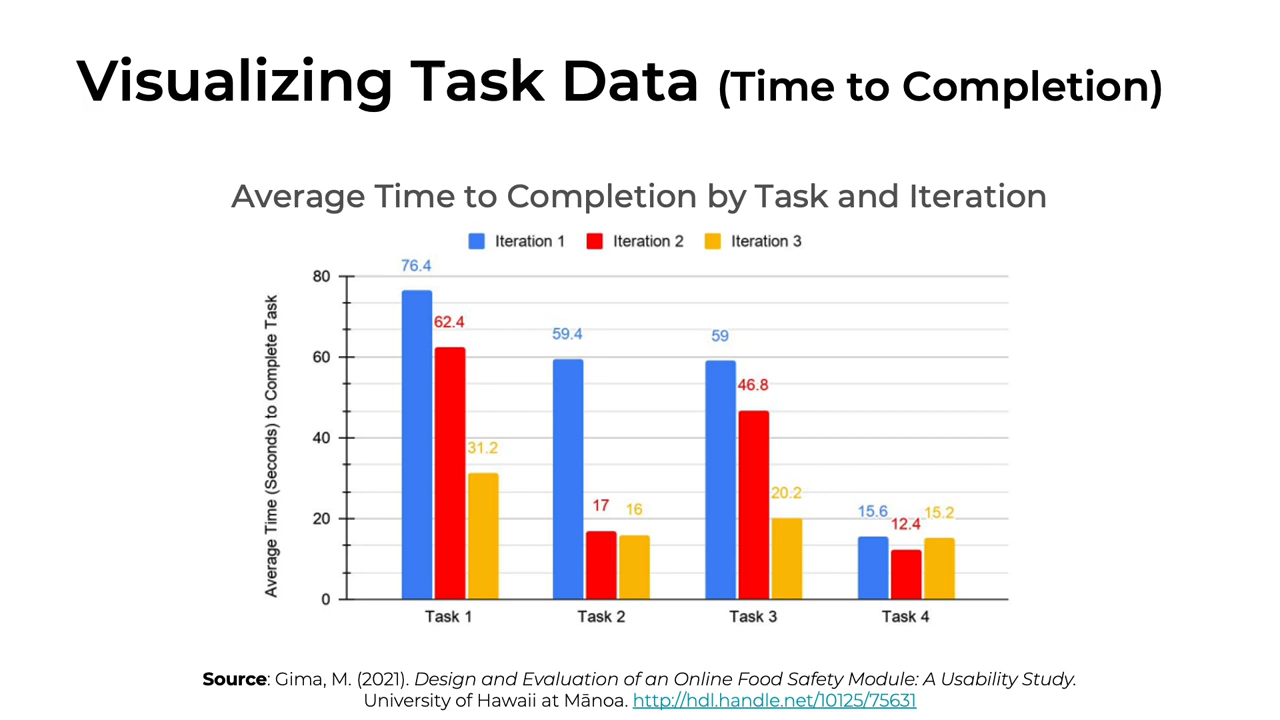 Visualizing Task Data (Time to Completion)
Average Time to Completion by Task and Iteration
Iteration 1 Iteration 2 Iteration 3
Average Time (Seconds) to Complete Task
80
60
40
20
0
76.4
62.4
31.2
59.4
17
16
59
46.8
20.2
15.6
12.4
15.2
Task 1 Task 2 Task 3 Task 4
Source: Gima, M. (2021). Design and Evaluation of an Online Food Safety Module: A Usability Study.
University of Hawaii at Mānoa. http://hdl.handle.net/10125/75631